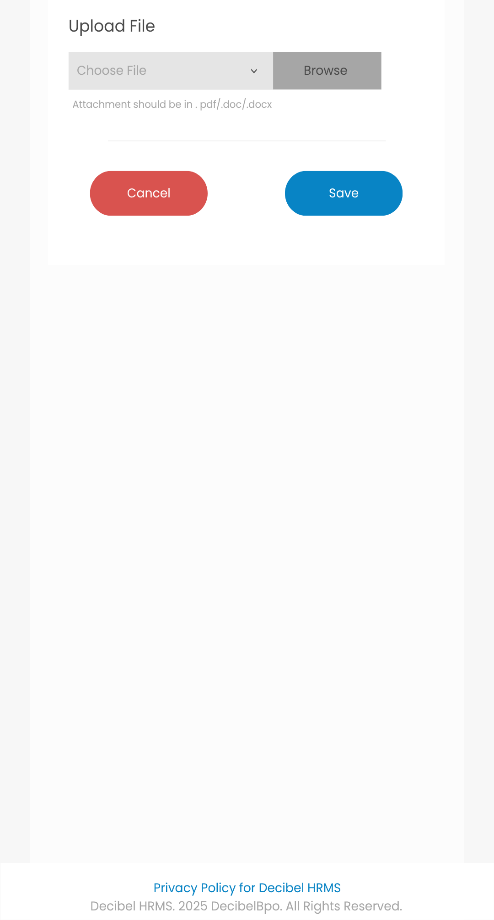 Upload File
Choose File
Browse
Attachment should be in . pdf/.doc/.docx
Cancel
Save
Privacy Policy for Decibel HRMS
Decibel HRMS. 2025 DecibelBpo. All Rights Reserved.